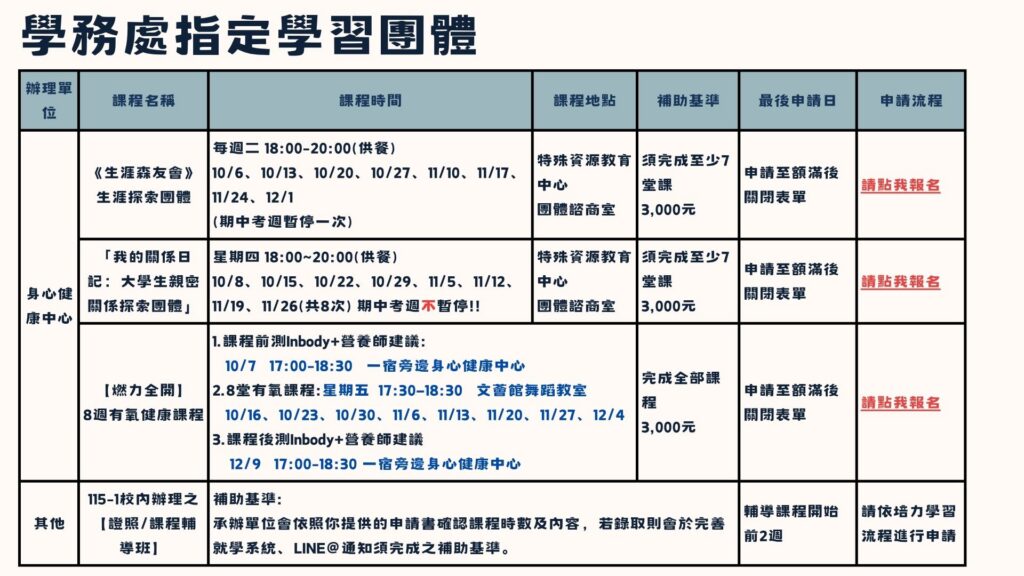 學務處指定學習團體
辦理單
位
課程名稱
課程時間
課程地點
補助基準
最後申請日
申請流程
身心健
康中心
《生涯森友會》
生涯探索團體
每週二 18:00-20:00(供餐)
10/6、10/13、10/20、10/27、11/10、11/17、
11/24、12/1
(期中考週暫停一次)
特殊資源教育
中心
團體諮商室
須完成至少7
堂課
3,000元
申請至額滿後
關閉表單
請點我報名
「我的關係日
記：大學生親密
關係探索團體」
星期四 18:00~20:00(供餐)
10/8、10/15、10/22、10/29、11/5、11/12、
11/19、11/26(共8次) 期中考週不暫停!!
特殊資源教育
中心
團體諮商室
須完成至少7
堂課
3,000元
申請至額滿後
關閉表單
請點我報名
【燃力全開】
8週有氧健康課程
1.課程前測Inbody+營養師建議:
10/7 17:00-18:30 一宿旁邊身心健康中心
2.8堂有氧課程:星期五 17:30-18:30 文薈館舞蹈教室
10/16、10/23、10/30、11/6、11/13、11/20、11/27、12/4
3.課程後測Inbody+營養師建議
12/9 17:00-18:30 一宿旁邊身心健康中心
完成全部課
程
3,000元
申請至額滿後
關閉表單
請點我報名
其他
115-1校內辦理之
【證照/課程輔
導班】
補助基準:
承辦單位會依照你提供的申請書確認課程時數及內容，若錄取則會於完善
就學系統、LINE@通知須完成之補助基準。
輔導課程開始
前2週
請依培力學習
流程進行申請